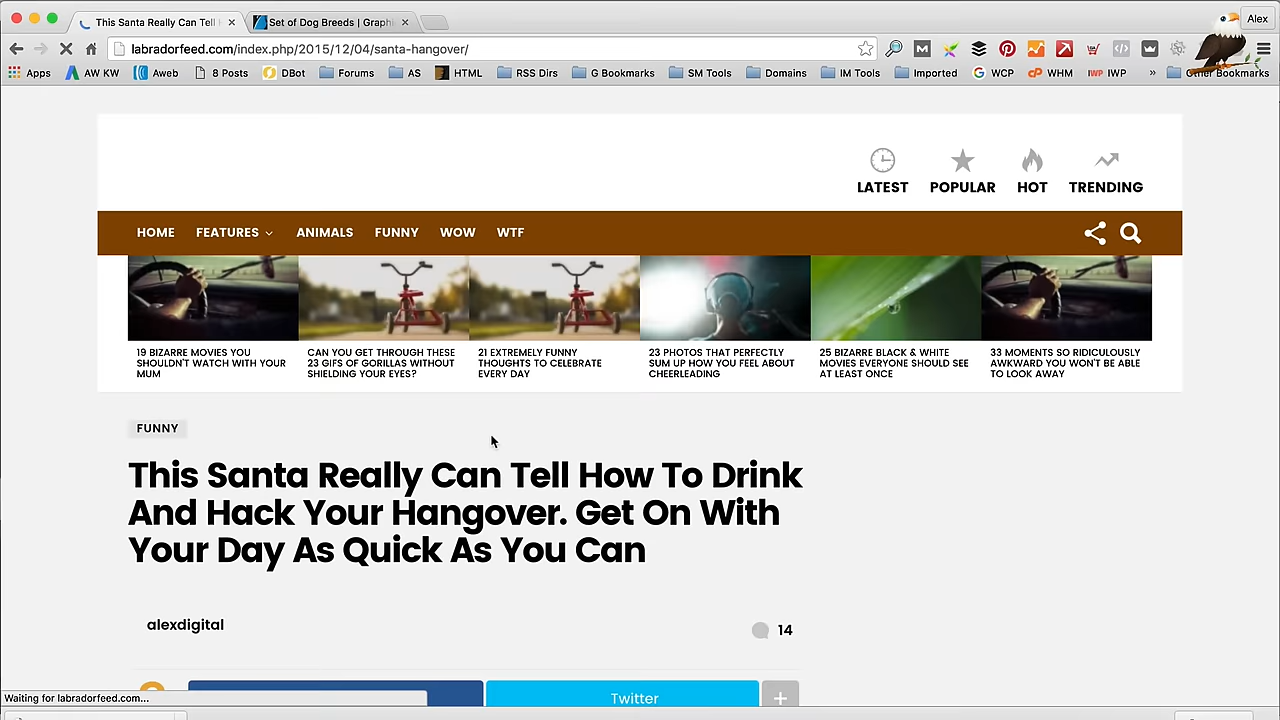 This Santa Really Can Tell
Set of Dog Breeds | Graphi
Alex
labradorfeed.com/index.php/2015/12/04/santa-hangover/
Apps AW KW Awais 8 Posts DBot Forums AS HTML RSS Dirs G Bookmarks SM Tools Domains IM Tools Imported WCP WHM IWP » Other Bookmarks
LATEST POPULAR HOT TRENDING
HOME FEATURES ANIMALS FUNNY WOW WTF
19 BIZARRE MOVIES YOU
SHOULDN'T WATCH WITH YOUR
MUM
CAN YOU GET THROUGH THESE
23 GIFS OF GORILLAS WITHOUT
SHIELDING YOUR EYES?
21 EXTREMELY FUNNY
THOUGHTS TO CELEBRATE
EVERY DAY
23 PHOTOS THAT PERFECTLY
SUM UP HOW YOU FEEL ABOUT
CHEERLEADING
25 BIZARRE BLACK & WHITE
MOVIES EVERYONE SHOULD SEE
AT LEAST ONCE
33 MOMENTS SO RIDICULOUSLY
AWKWARD YOU WON'T BE ABLE
TO LOOK AWAY
FUNNY
This Santa Really Can Tell How To Drink
And Hack Your Hangover. Get On With
Your Day As Quick As You Can
alexdigital
14
Twitter
+
Waiting for labradorfeed.com...